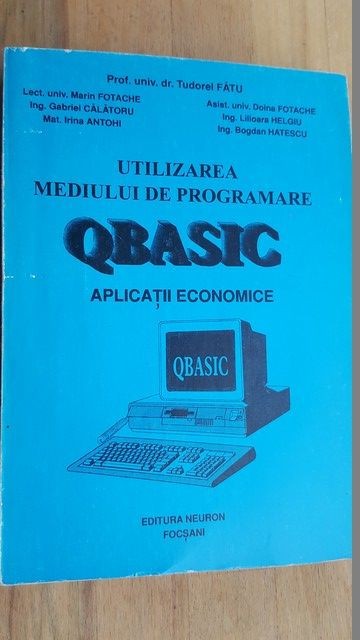 Prof. univ. dr. Tudorel FĂTU
Lect. univ. Marin FOTACHE
Ing. Gabriel CĂLĂTORU
Mat. Irina ANTOHI
Asist. univ. Doina FOTACHE
Ing. Lilioara HELGIU
Ing. Bogdan HATESCU
UTILIZAREA
MEDIULUI DE PROGRAMARE
QBASIC
APLICAȚII ECONOMICE
QBASIC
EDITURA NEURON
FOCȘANI